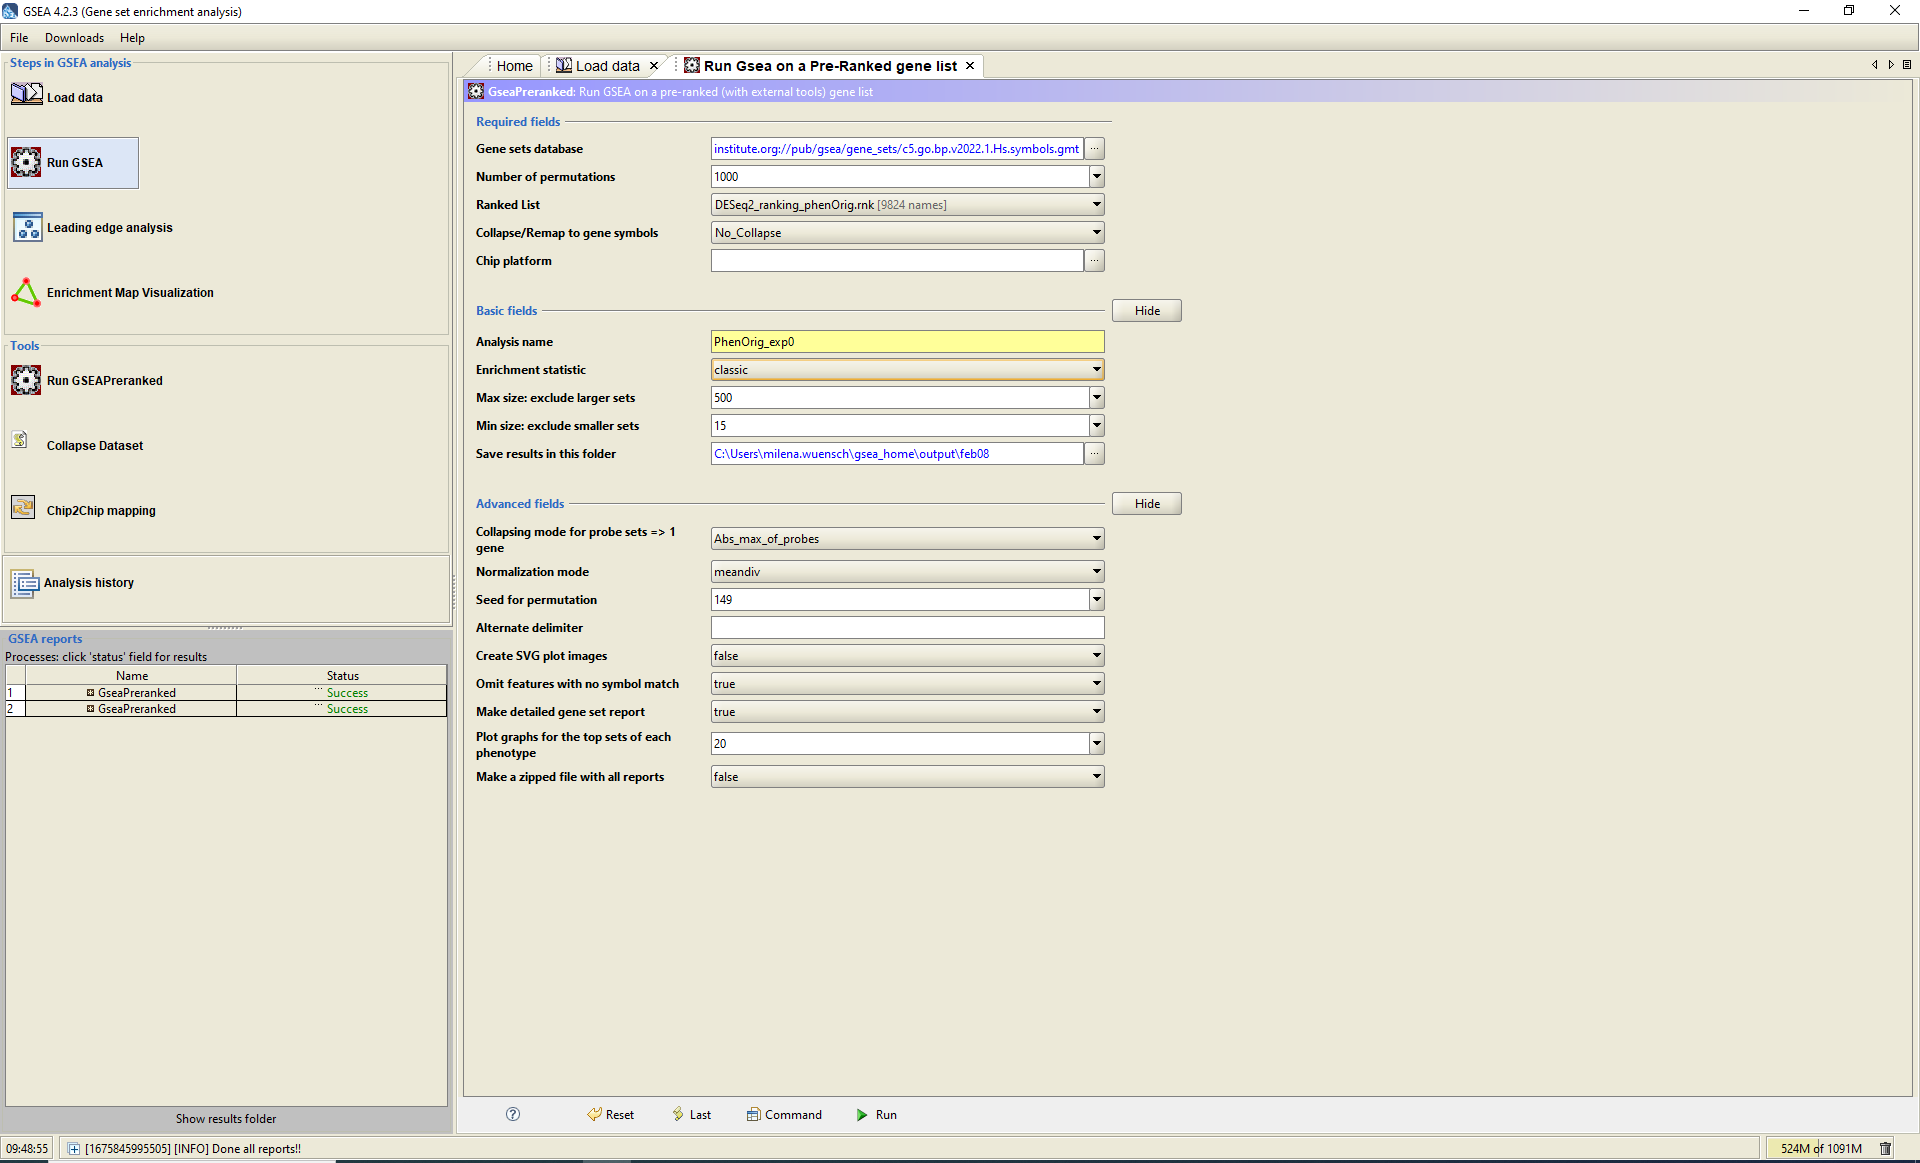 GSEA 4.2.3 (Gene set enrichment analysis)
File Downloads Help
Steps in GSEA analysis
Load data
Run GSEA
Leading edge analysis
Enrichment Map Visualization
Tools
Run GSEAPreranked
Collapse Dataset
Chip2Chip mapping
Analysis history
GSEA reports
Processes: click 'status' field for results
Name Status
1 GseaPreranked ... Success
2 GseaPreranked ... Success
Show results folder
Home Load data Run Gsea on a Pre-Ranked gene list
GseaPreranked: Run GSEA on a pre-ranked (with external tools) gene list
Required fields
Gene sets database institute.org://pub/gsea/gene_sets/c5.go.bp.v2022.1.Hs.symbols.gmt ...
Number of permutations 1000
Ranked List DESeq2_ranking_phenOrig.rnk [9824 names]
Collapse/Remap to gene symbols No_Collapse
Chip platform ...
Basic fields Hide
Analysis name PhenOrig_exp0
Enrichment statistic classic
Max size: exclude larger sets 500
Min size: exclude smaller sets 15
Save results in this folder C:\Users\milena.wuensch\gsea_home\output\feb08 ...
Advanced fields Hide
Collapsing mode for probe sets => 1
gene Abs_max_of_probes
Normalization mode meandiv
Seed for permutation 149
Alternate delimiter
Create SVG plot images false
Omit features with no symbol match true
Make detailed gene set report true
Plot graphs for the top sets of each
phenotype 20
Make a zipped file with all reports false
? Reset Last Command Run
09:48:55 [1675845995505] [INFO] Done all reports!! 524M of 1091M